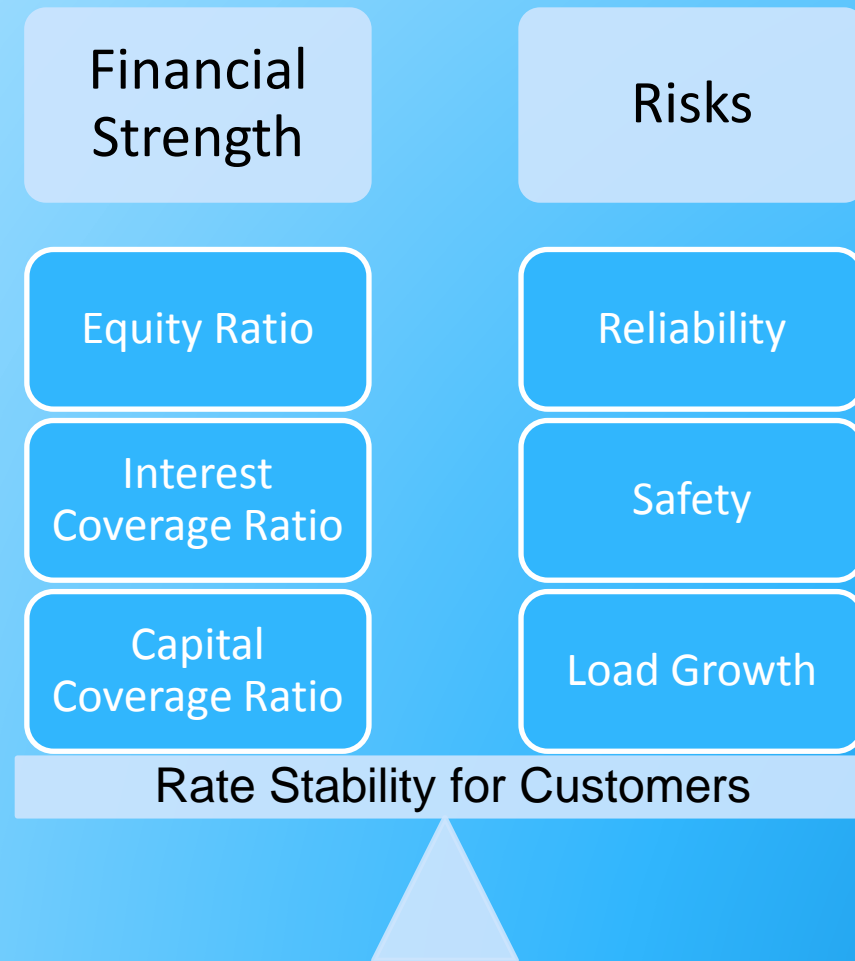 Financial
Strength
Equity Ratio
Interest
Coverage Ratio
Capital
Coverage Ratio
Risks
Reliability
Safety
Load Growth
Rate Stability for Customers